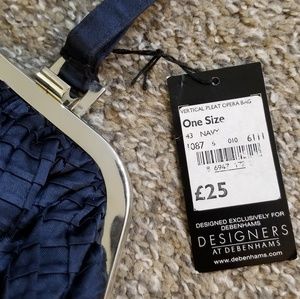 VERTICAL PLEAT OPERA BAG
One Size
43 NAVY
1087 5 010 6111
£25
DESIGNED EXCLUSIVELY FOR
DEBENHAMS
DESIGNERS
AT DEBENHAMS
www.debenhams.com